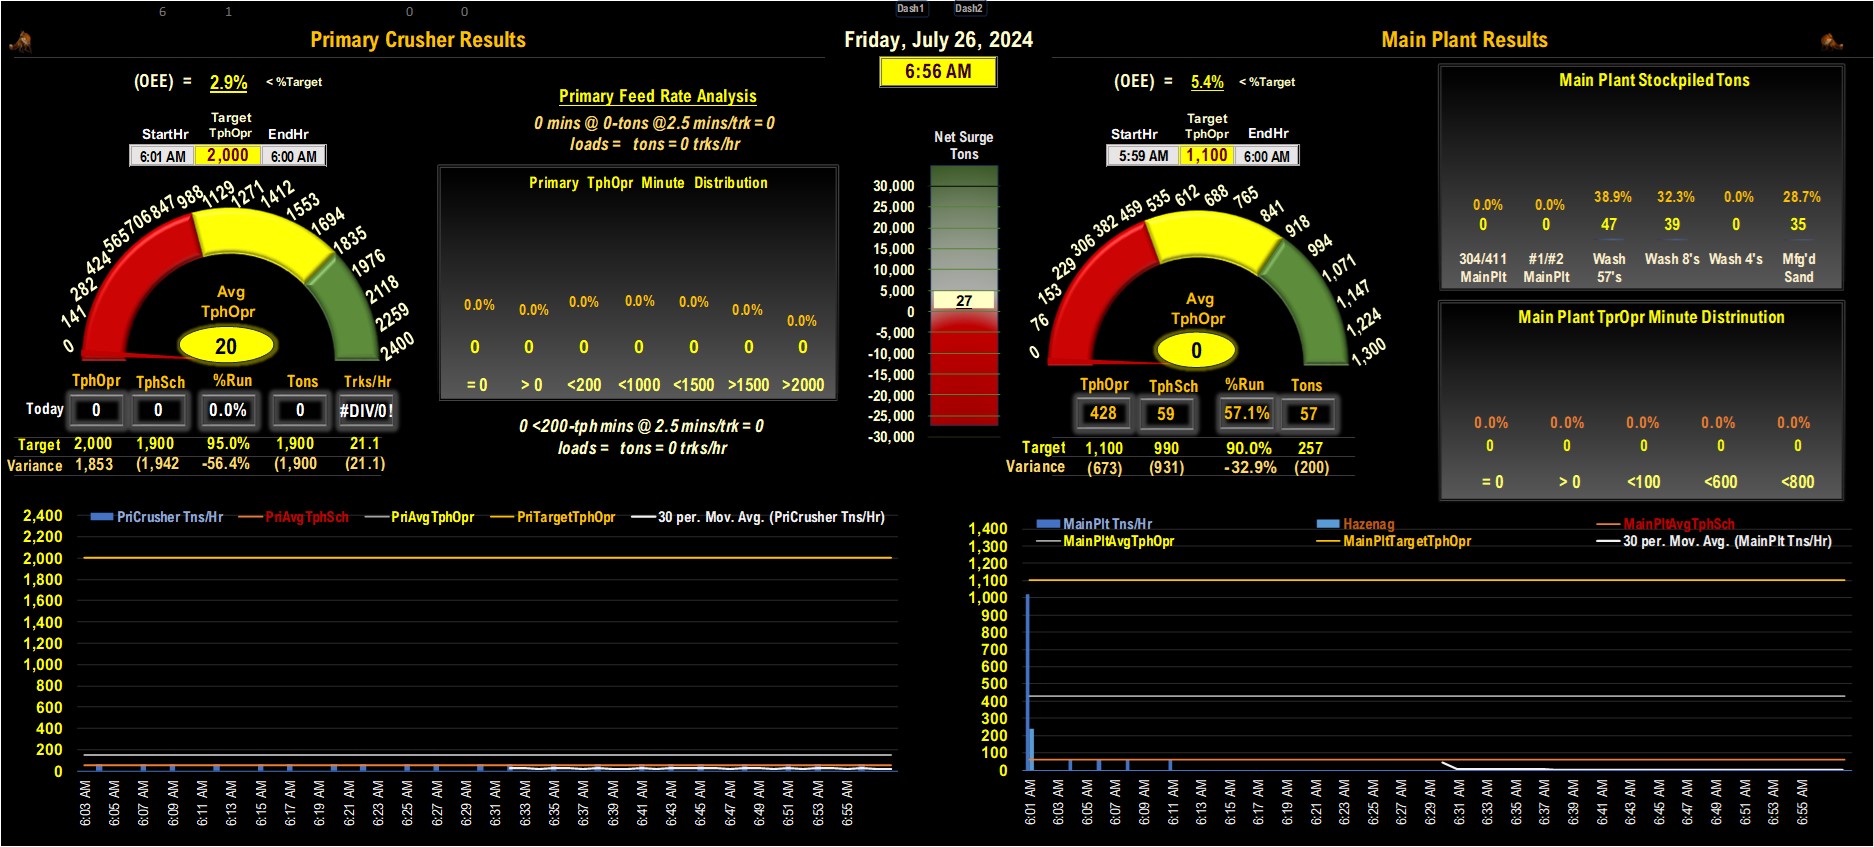 6 1 0 0 Dash1 Dash2
Primary Crusher Results
Friday, July 26, 2024
Main Plant Results
6:56 AM
(OEE) = 2.9% < %Target
Target
StartHr TphOpr EndHr
6:01 AM 2,000 6:00 AM
0 141 282 424 565 706 847 988 1129 1271 1412 1553 1694 1835 1976 2118 2259 2400
Avg
TphOpr
20
TphOpr TphSch %Run Tons Trks/Hr
Today 0 0 0.0% 0 #DIV/0!
Target 2,000 1,900 95.0% 1,900 21.1
Variance 1,853 (1,942 -56.4% (1,900 (21.1)
Primary Feed Rate Analysis
0 mins @ 0-tons @2.5 mins/trk = 0
loads = tons = 0 trks/hr
Primary TphOpr Minute Distribution
0.0% 0.0% 0.0% 0.0% 0.0% 0.0% 0.0%
0 0 0 0 0 0 0
= 0 > 0 <200 <1000 <1500 >1500 >2000
0 <200-tph mins @ 2.5 mins/trk = 0
loads = tons = 0 trks/hr
Net Surge
Tons
30,000
25,000
20,000
15,000
10,000
5,000
27
0
-5,000
-10,000
-15,000
-20,000
-25,000
-30,000
(OEE) = 5.4% < %Target
Target
StartHr TphOpr EndHr
5:59 AM 1,100 6:00 AM
0 76 153 229 306 382 459 535 612 688 765 841 918 994 1,071 1,147 1,224 1,300
Avg
TphOpr
0
TphOpr TphSch %Run Tons
428 59 57.1% 57
Target 1,100 990 90.0% 257
Variance (673) (931) -32.9% (200)
Main Plant Stockpiled Tons
0.0% 0.0% 38.9% 32.3% 0.0% 28.7%
0 0 47 39 0 35
304/411 #1/#2 Wash Wash 8's Wash 4's Mfg'd
MainPlt MainPlt 57's Sand
Main Plant TprOpr Minute Distrinution
0.0% 0.0% 0.0% 0.0% 0.0%
0 0 0 0 0
= 0 > 0 <100 <600 <800
PriCrusher Tns/Hr PriAvgTphSch PriAvgTphOpr PriTargetTphOpr 30 per. Mov. Avg. (PriCrusher Tns/Hr)
2,400
2,200
2,000
1,800
1,600
1,400
1,200
1,000
800
600
400
200
0
6:03 AM 6:05 AM 6:07 AM 6:09 AM 6:11 AM 6:13 AM 6:15 AM 6:17 AM 6:19 AM 6:21 AM 6:23 AM 6:25 AM 6:27 AM 6:29 AM 6:31 AM 6:33 AM 6:35 AM 6:37 AM 6:39 AM 6:41 AM 6:43 AM 6:45 AM 6:47 AM 6:49 AM 6:51 AM 6:53 AM 6:55 AM
MainPlt Tns/Hr Hazenag MainPltAvgTphSch
MainPltAvgTphOpr MainPltTargetTphOpr 30 per. Mov. Avg. (MainPlt Tns/Hr)
1,400
1,300
1,200
1,100
1,000
900
800
700
600
500
400
300
200
100
0
6:01 AM 6:03 AM 6:05 AM 6:07 AM 6:09 AM 6:11 AM 6:13 AM 6:15 AM 6:17 AM 6:19 AM 6:21 AM 6:23 AM 6:25 AM 6:27 AM 6:29 AM 6:31 AM 6:33 AM 6:35 AM 6:37 AM 6:39 AM 6:41 AM 6:43 AM 6:45 AM 6:47 AM 6:49 AM 6:51 AM 6:53 AM 6:55 AM